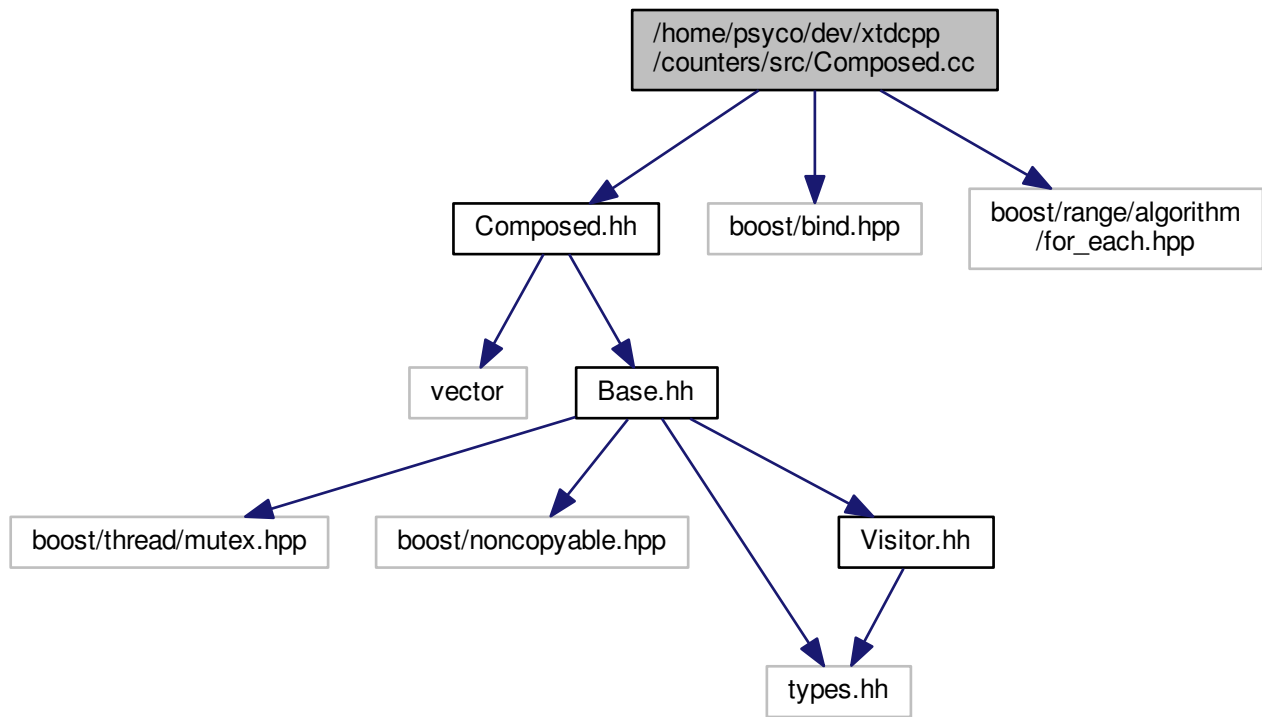 /home/psyco/dev/xtdcpp
/counters/src/Composed.cc
Composed.hh
boost/bind.hpp
boost/range/algorithm
/for_each.hpp
vector
Base.hh
boost/thread/mutex.hpp
boost/noncopyable.hpp
Visitor.hh
types.hh